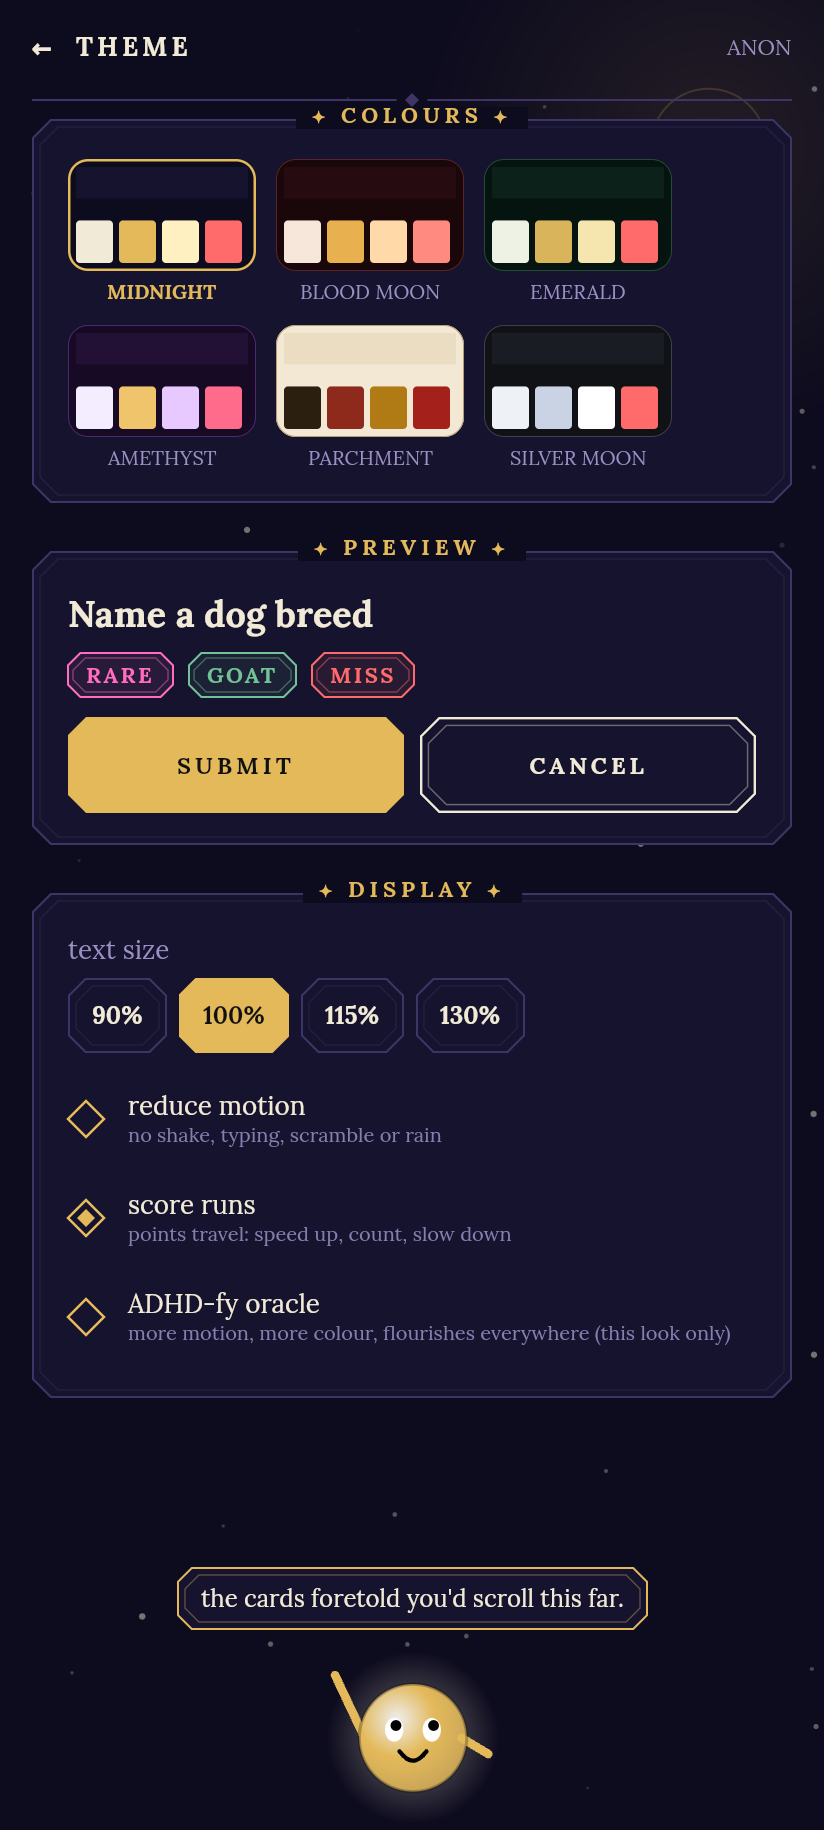 ← THEME
ANON
✦ COLOURS ✦
MIDNIGHT
BLOOD MOON
EMERALD
AMETHYST
PARCHMENT
SILVER MOON
✦ PREVIEW ✦
Name a dog breed
RARE
GOAT
MISS
SUBMIT
CANCEL
✦ DISPLAY ✦
text size
90%
100%
115%
130%
reduce motion
no shake, typing, scramble or rain
score runs
points travel: speed up, count, slow down
ADHD-fy oracle
more motion, more colour, flourishes everywhere (this look only)
the cards foretold you'd scroll this far.